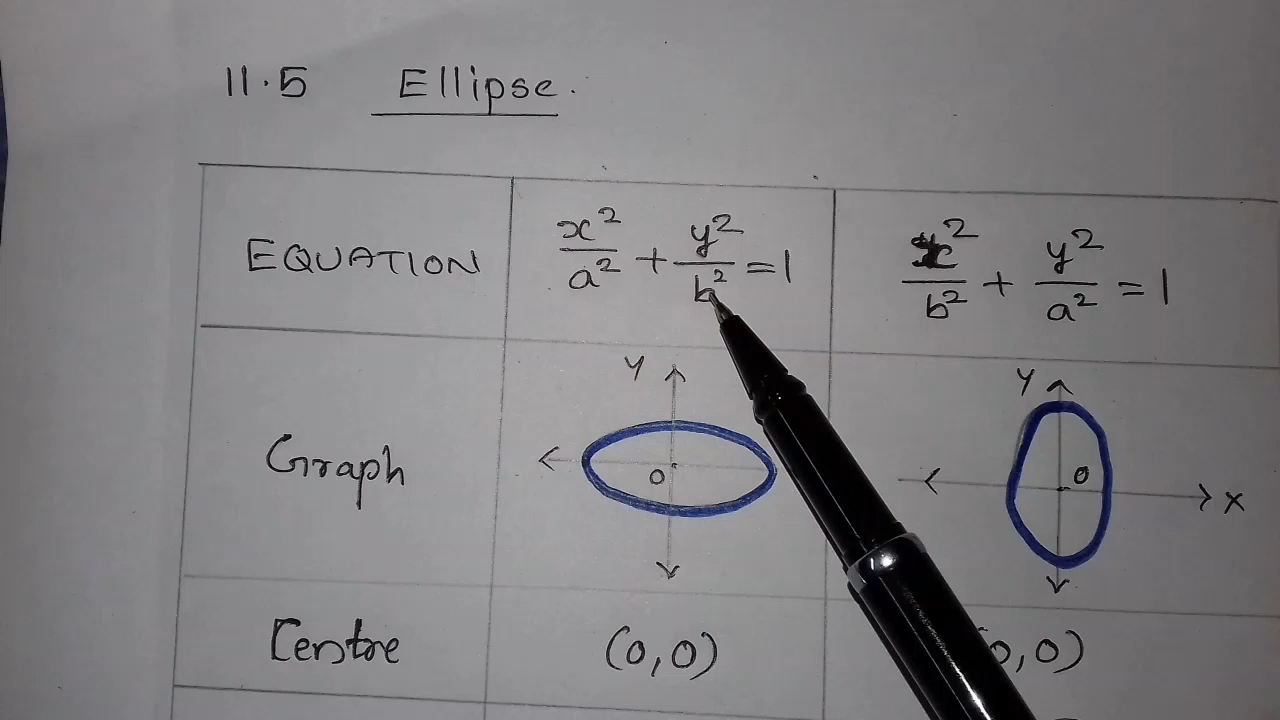 11.5 Ellipse.
EQUATION x²/a² + y²/b² = 1 x²/b² + y²/a² = 1
Graph Y O Y O X
Centre (0,0) 0,0)